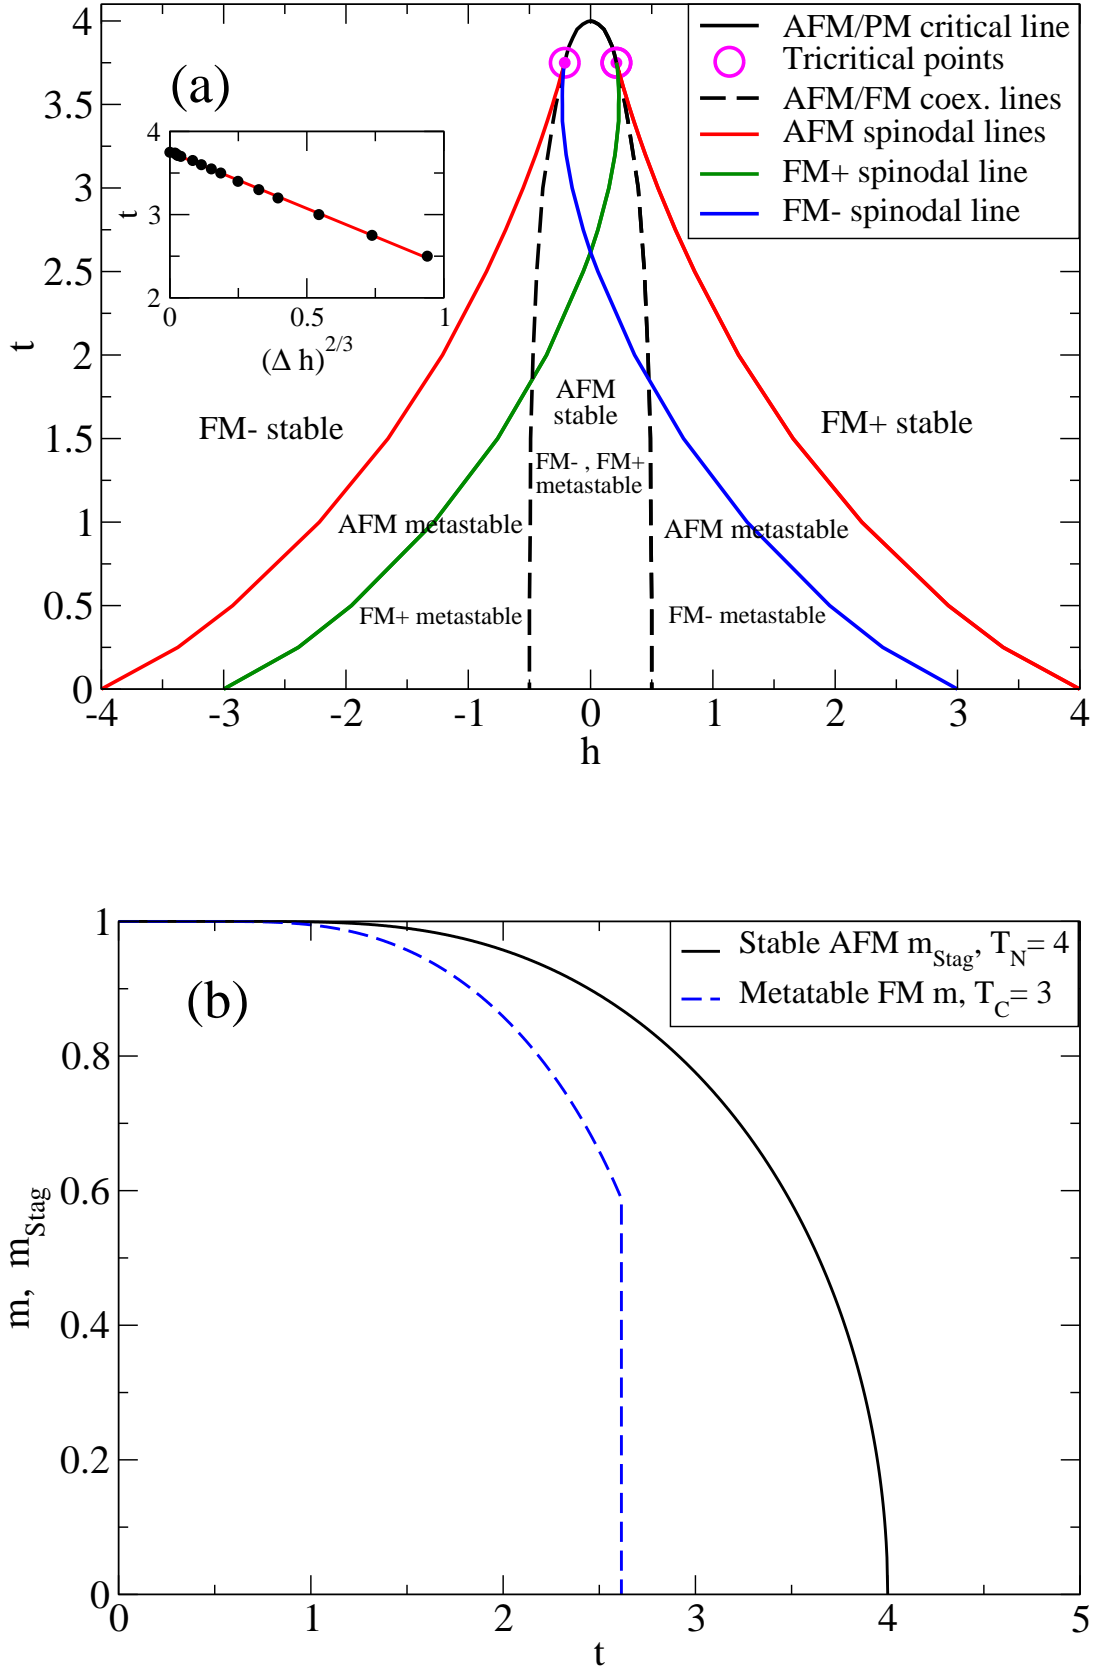 (a)
AFM/PM critical line
Tricritical points
AFM/FM coex. lines
AFM spinodal lines
FM+ spinodal line
FM- spinodal line
4
3.5
3
2.5
2
1.5
1
0.5
0
t
4
3
2
t
0
0.5
1
(Δ h)^2/3
FM- stable
AFM
stable
FM+ stable
FM- , FM+
metastable
AFM metastable
AFM metastable
FM+ metastable
FM- metastable
-4 -3 -2 -1 0 1 2 3 4
h
(b)
Stable AFM m_Stag, T_N= 4
Metatable FM m, T_C= 3
1
0.8
0.6
0.4
0.2
0
m, m_Stag
0 1 2 3 4 5
t